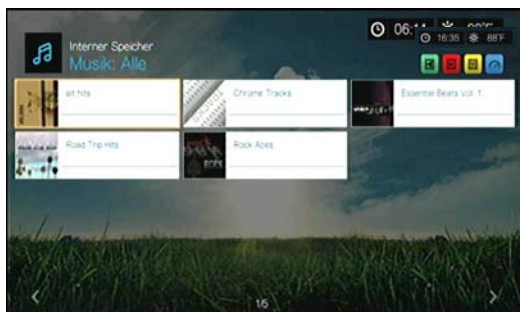 Interner Speicher
Musik: Alle
16:35 88°F
alt hits
Chrome Tracks
Essential Beats Vol. 1
Road Trip Hits
Rock Aces
1/5